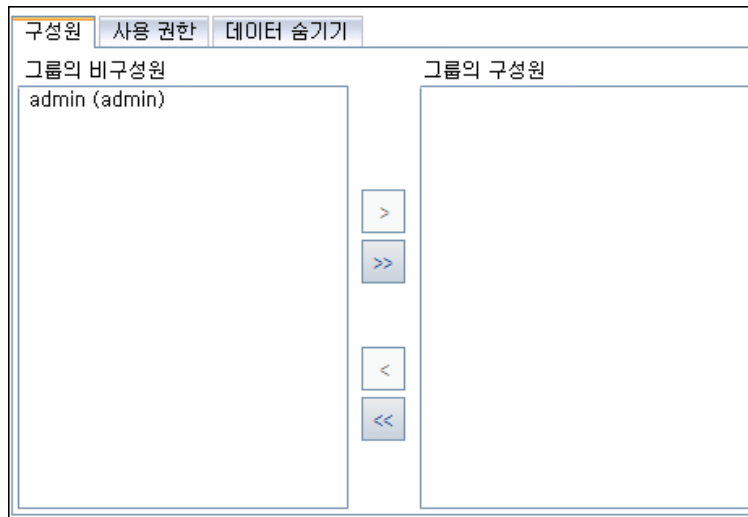 구성원 사용 권한 데이터 숨기기
그룹의 비구성원 그룹의 구성원
admin (admin)
>
>>
<
<<